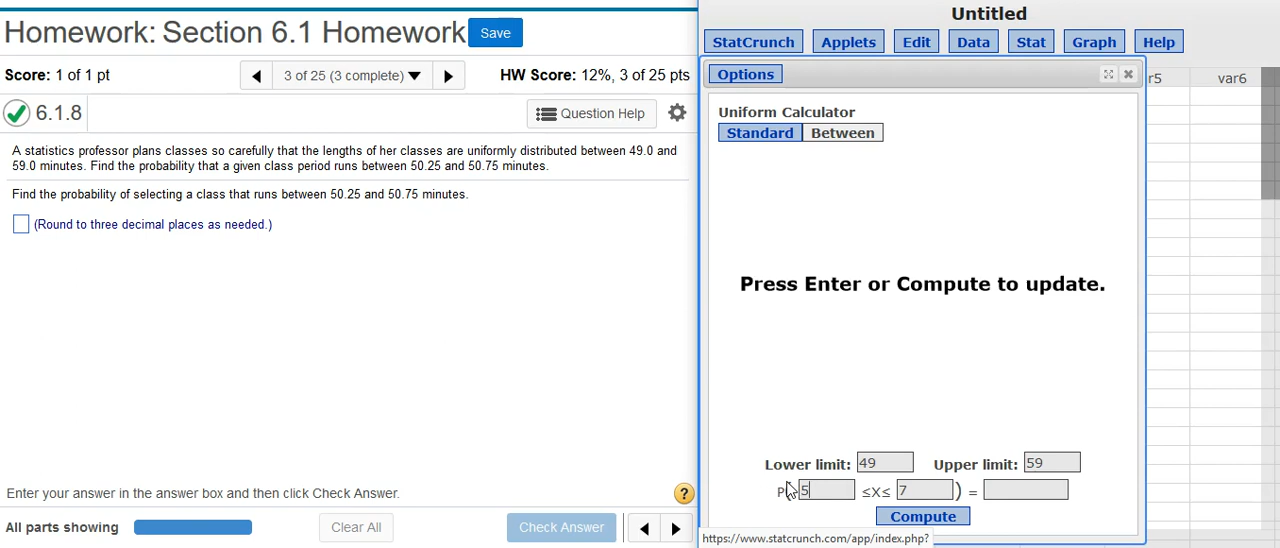 Homework: Section 6.1 Homework Save
Score: 1 of 1 pt 3 of 25 (3 complete) HW Score: 12%, 3 of 25 pts
6.1.8 Question Help
A statistics professor plans classes so carefully that the lengths of her classes are uniformly distributed between 49.0 and
59.0 minutes. Find the probability that a given class period runs between 50.25 and 50.75 minutes.
Find the probability of selecting a class that runs between 50.25 and 50.75 minutes.
(Round to three decimal places as needed.)
Enter your answer in the answer box and then click Check Answer.
?
All parts showing Clear All Check Answer
Untitled
StatCrunch Applets Edit Data Stat Graph Help
Options
r5 var6
Uniform Calculator
Standard Between
Press Enter or Compute to update.
Lower limit: 49 Upper limit: 59
P 5 ≤X≤ 7 ) =
Compute
https://www.statcrunch.com/app/index.php?